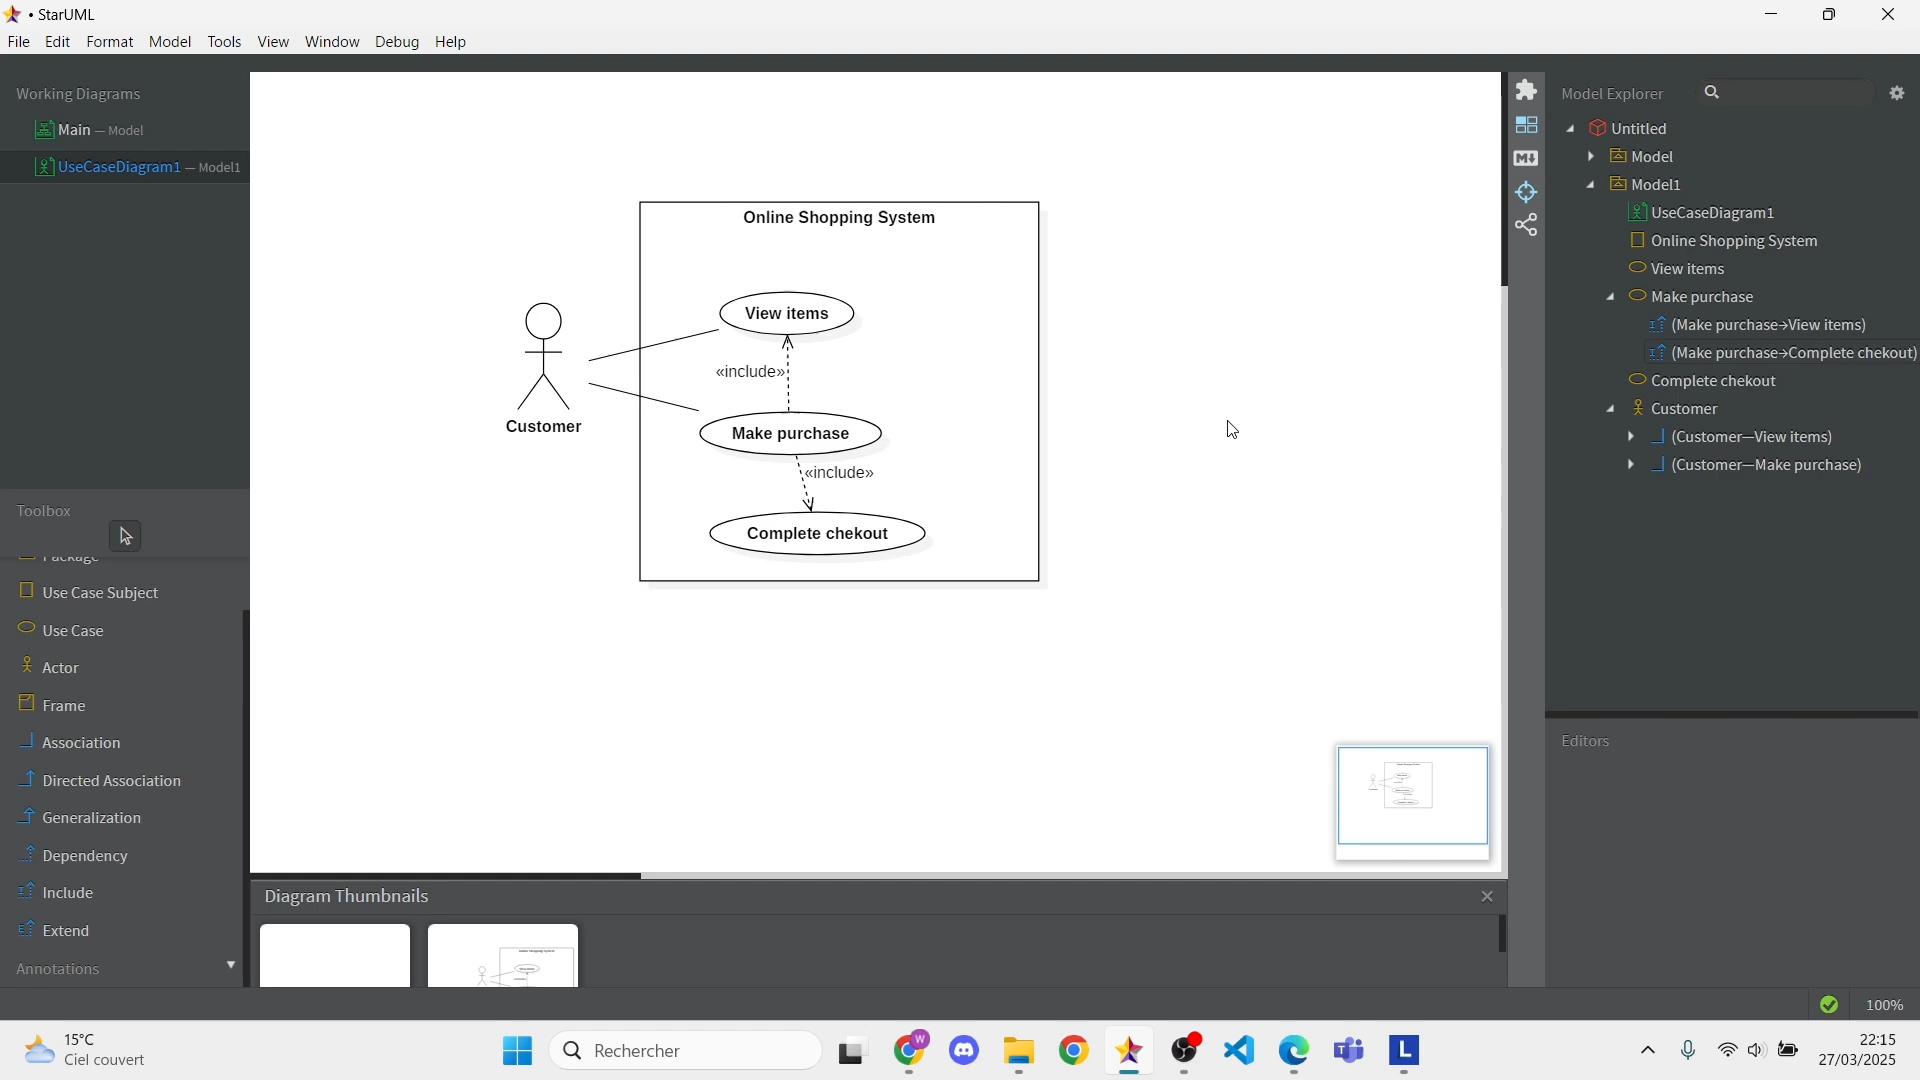 • StarUML
File Edit Format Model Tools View Window Debug Help
Working Diagrams
Main — Model
UseCaseDiagram1 — Model1
Toolbox
Package
Use Case Subject
Use Case
Actor
Frame
Association
Directed Association
Generalization
Dependency
Include
Extend
Annotations
Online Shopping System
View items
«include»
Customer
Make purchase
«include»
Complete chekout
Diagram Thumbnails
Model Explorer
Untitled
Model
Model1
UseCaseDiagram1
Online Shopping System
View items
Make purchase
(Make purchase→View items)
(Make purchase→Complete chekout)
Complete chekout
Customer
(Customer—View items)
(Customer—Make purchase)
Editors
100%
15°C
Ciel couvert
Rechercher
W
L
22:15
27/03/2025